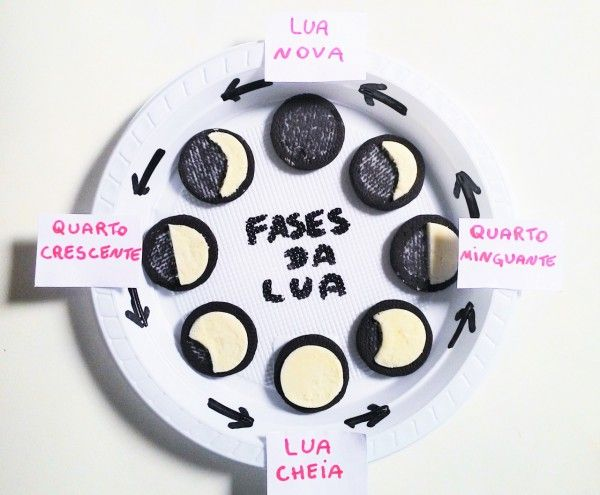 LUA
NOVA
QUARTO
CRESCENTE
FASES
DA
LUA
QUARTO
MINGUANTE
LUA
CHEIA